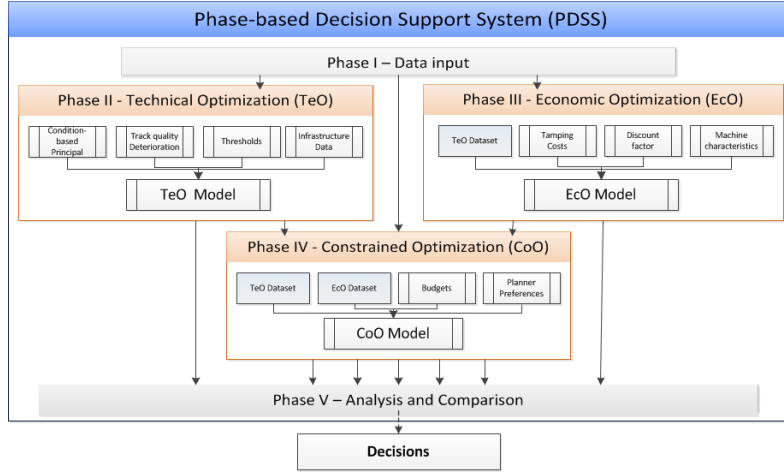 Phase-based Decision Support System (PDSS)
Phase I – Data input
Phase II - Technical Optimization (TeO)
Condition-
based
Principal
Track quality
Deterioration
Thresholds
Infrastructure
Data
TeO Model
Phase III - Economic Optimization (EcO)
TeO Dataset
Tamping
Costs
Discount
factor
Machine
characteristics
EcO Model
Phase IV - Constrained Optimization (CoO)
TeO Dataset
EcO Dataset
Budgets
Planner
Preferences
CoO Model
Phase V – Analysis and Comparison
Decisions